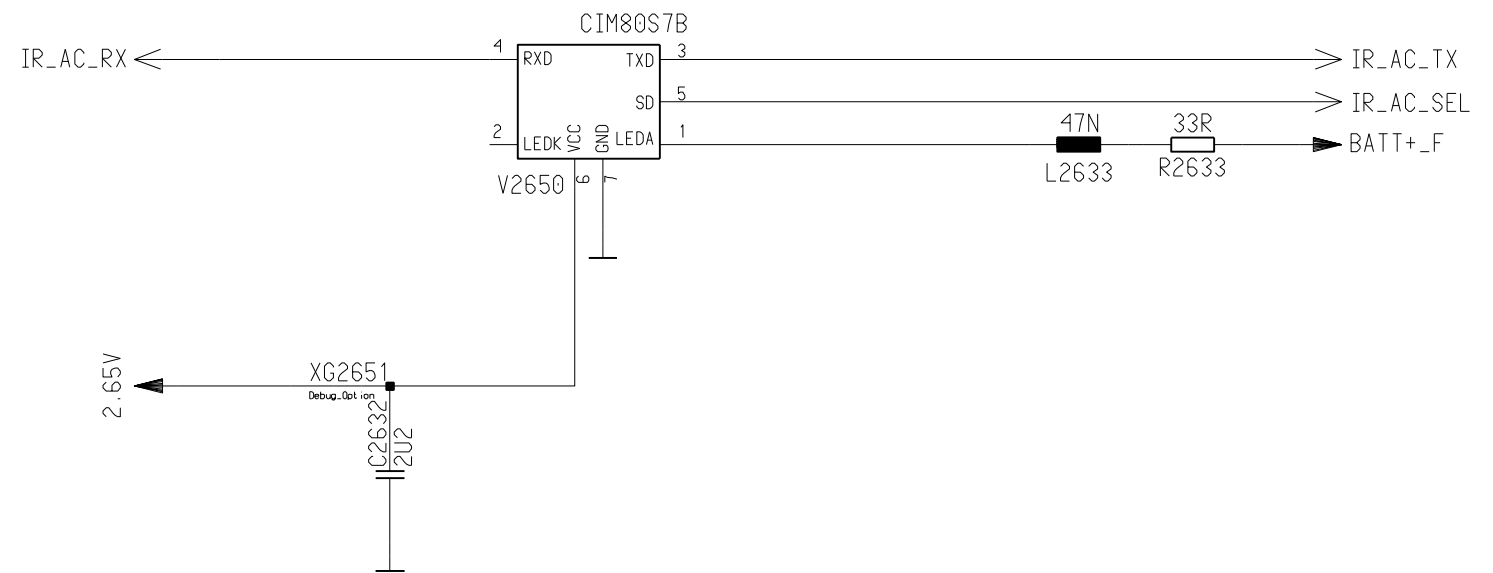 CIM80S7B
IR_AC_RX
4
RXD
TXD
3
IR_AC_TX
SD
5
IR_AC_SEL
2
LEDK
VCC
GND
LEDA
1
47N
33R
BATT+_F
L2633
R2633
V2650
6
7
2.65V
XG2651
Debug_Option
C2632
2U2